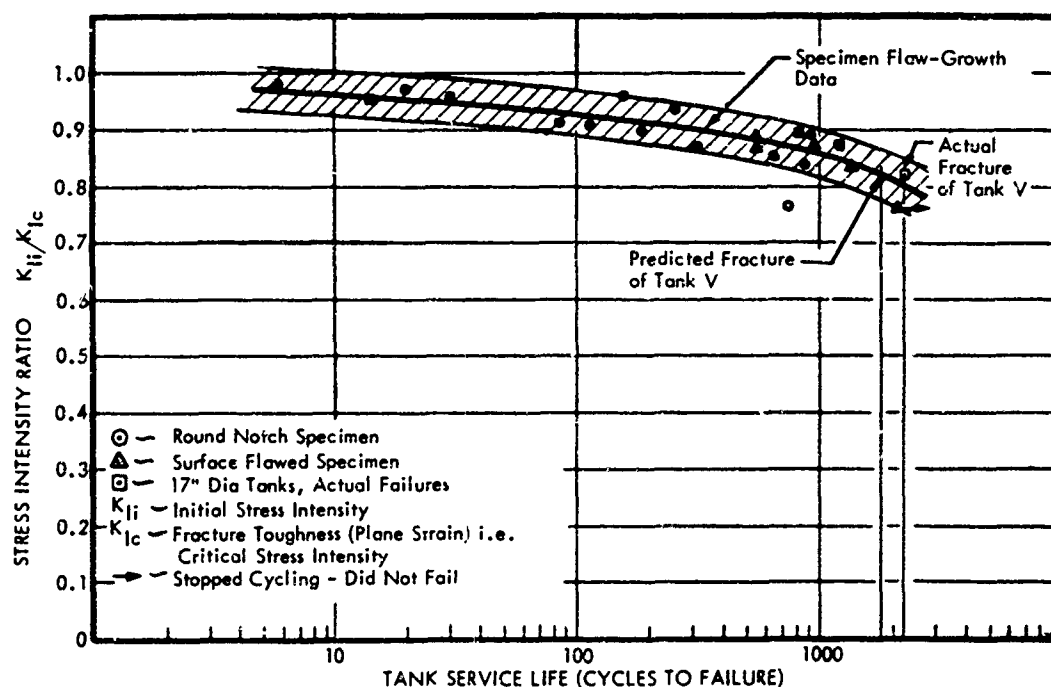 1.0
0.9
0.8
0.7
0.6
0.5
0.4
0.3
0.2
0.1
0
STRESS INTENSITY RATIO K_Ii/K_Ic
Specimen Flaw-Growth
Data
Actual
Fracture
of Tank V
Predicted Fracture
of Tank V
⊙ – Round Notch Specimen
△ – Surface Flawed Specimen
⊡ – 17" Dia Tanks, Actual Failures
K_Ii – Initial Stress Intensity
K_Ic – Fracture Toughness (Plane Strain) i.e.
Critical Stress Intensity
→ – Stopped Cycling - Did Not Fail
10 100 1000
TANK SERVICE LIFE (CYCLES TO FAILURE)